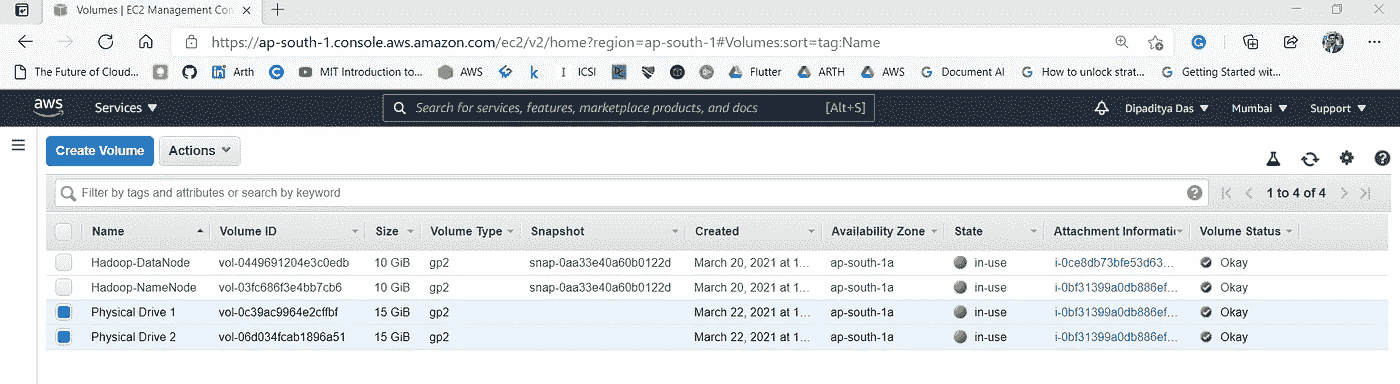 Volumes | EC2 Management Con
https://ap-south-1.console.aws.amazon.com/ec2/v2/home?region=ap-south-1#Volumes:sort=tag:Name
The Future of Cloud... Arth MIT Introduction to... AWS ICSI Flutter ARTH AWS Document AI How to unlock strat... Getting Started wit...
aws Services Search for services, features, marketplace products, and docs [Alt+S] Dipaditya Das Mumbai Support
Create Volume Actions
Filter by tags and attributes or search by keyword 1 to 4 of 4
Name Volume ID Size Volume Type Snapshot Created Availability Zone State Attachment Informati Volume Status
Hadoop-DataNode vol-0449691204e3c0edb 10 GiB gp2 snap-0aa33e40a60b0122d March 20, 2021 at 1... ap-south-1a in-use i-0ce8db73bfe53d63... Okay
Hadoop-NameNode vol-03fc686f3e4bb7cb6 10 GiB gp2 snap-0aa33e40a60b0122d March 20, 2021 at 1... ap-south-1a in-use i-0bf31399a0db886ef... Okay
Physical Drive 1 vol-0c39ac9964e2cffbf 15 GiB gp2 March 22, 2021 at 1... ap-south-1a in-use i-0bf31399a0db886ef... Okay
Physical Drive 2 vol-06d034fcab1896a51 15 GiB gp2 March 22, 2021 at 1... ap-south-1a in-use i-0bf31399a0db886ef... Okay